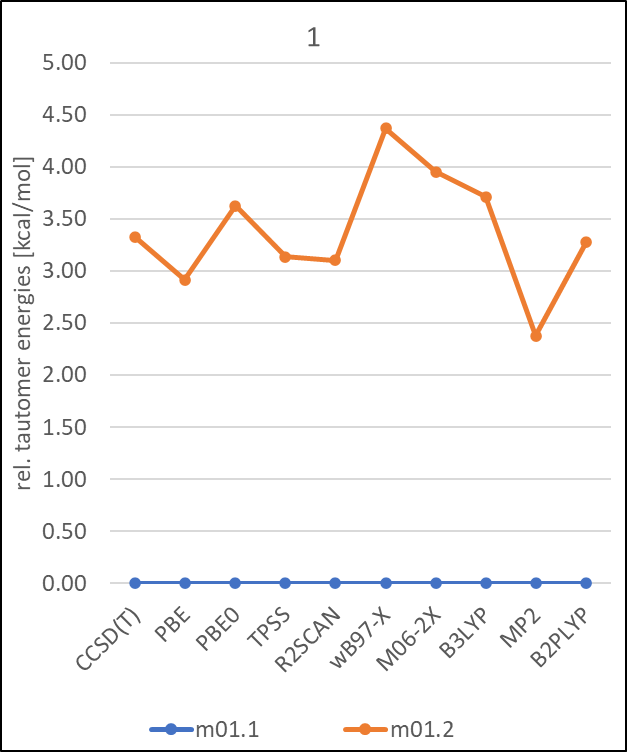 1
rel. tautomer energies [kcal/mol]
5.00
4.50
4.00
3.50
3.00
2.50
2.00
1.50
1.00
0.50
0.00
CCSD(T)
PBE
PBE0
TPSS
R2SCAN
wB97-X
M06-2X
B3LYP
MP2
B2PLYP
m01.1 m01.2